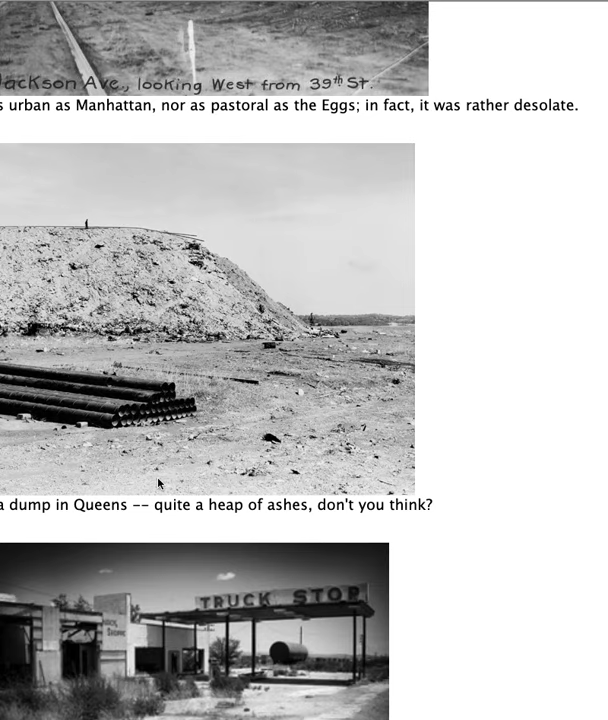 Jackson Ave., looking West from 39th St.
s urban as Manhattan, nor as pastoral as the Eggs; in fact, it was rather desolate.
a dump in Queens -- quite a heap of ashes, don't you think?
TRUCK STOP